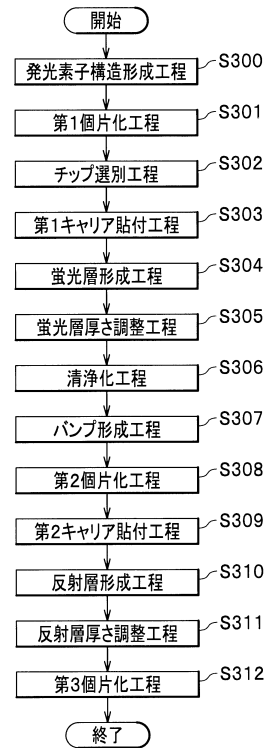 開始
発光素子構造形成工程 S300
第1個片化工程 S301
チップ選別工程 S302
第1キャリア貼付工程 S303
蛍光層形成工程 S304
蛍光層厚さ調整工程 S305
清浄化工程 S306
バンプ形成工程 S307
第2個片化工程 S308
第2キャリア貼付工程 S309
反射層形成工程 S310
反射層厚さ調整工程 S311
第3個片化工程 S312
終了